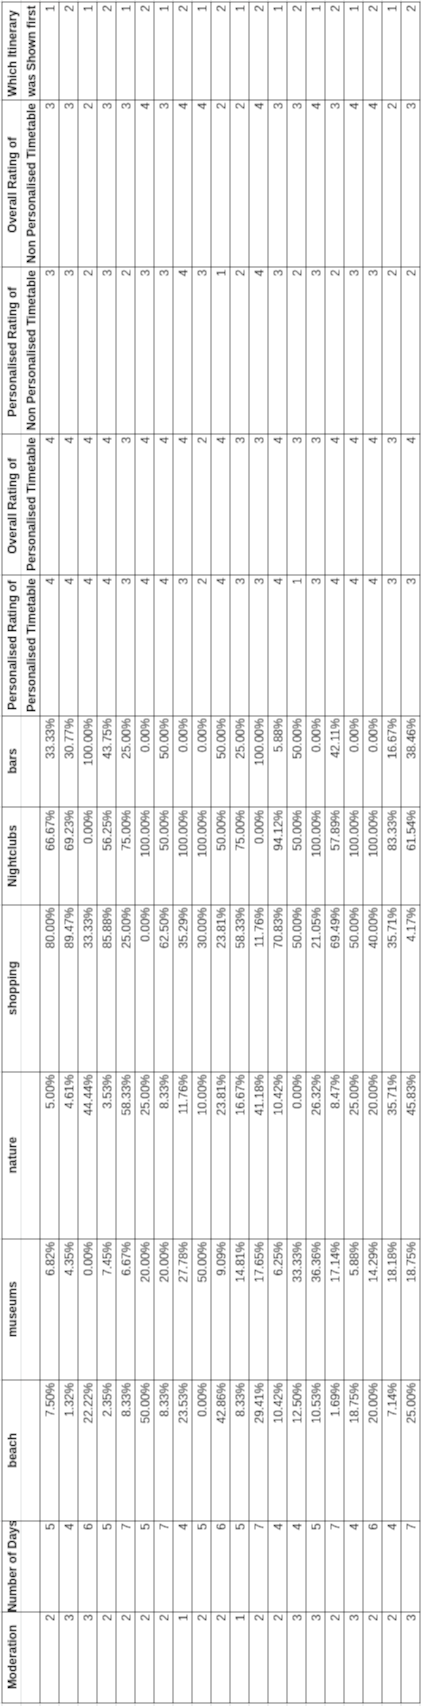 Moderation Number of Days beach museums nature shopping Nightclubs bars Personalised Rating of Overall Rating of Personalised Rating of Overall Rating of Which Itinerary
Personalised Timetable Personalised Timetable Non Personalised Timetable Non Personalised Timetable was Shown first
2 5 7.50% 6.82% 5.00% 80.00% 66.67% 33.33% 4 4 3 3 1
3 4 1.32% 4.35% 4.61% 89.47% 69.23% 30.77% 4 4 3 3 2
3 6 22.22% 0.00% 44.44% 33.33% 0.00% 100.00% 4 4 2 2 1
2 5 2.35% 7.45% 3.53% 85.88% 56.25% 43.75% 4 4 3 3 2
2 7 8.33% 6.67% 58.33% 25.00% 75.00% 25.00% 3 3 2 3 1
2 5 50.00% 20.00% 25.00% 0.00% 100.00% 0.00% 4 4 3 4 2
2 7 8.33% 20.00% 8.33% 62.50% 50.00% 50.00% 4 4 3 3 1
1 4 23.53% 27.78% 11.76% 35.29% 100.00% 0.00% 3 4 4 4 2
2 5 0.00% 50.00% 10.00% 30.00% 100.00% 0.00% 2 2 3 4 1
2 6 42.86% 9.09% 23.81% 23.81% 50.00% 50.00% 4 4 1 2 2
1 5 8.33% 14.81% 16.67% 58.33% 75.00% 25.00% 3 3 2 2 1
2 7 29.41% 17.65% 41.18% 11.76% 0.00% 100.00% 3 3 4 4 2
2 4 10.42% 6.25% 10.42% 70.83% 94.12% 5.88% 4 4 3 3 1
3 4 12.50% 33.33% 0.00% 50.00% 50.00% 50.00% 1 3 2 3 2
3 5 10.53% 36.36% 26.32% 21.05% 100.00% 0.00% 3 3 3 4 1
2 7 1.69% 17.14% 8.47% 69.49% 57.89% 42.11% 4 4 2 3 2
3 4 18.75% 5.88% 25.00% 50.00% 100.00% 0.00% 4 4 3 4 1
2 6 20.00% 14.29% 20.00% 40.00% 100.00% 0.00% 4 4 3 4 2
2 4 7.14% 18.18% 35.71% 35.71% 83.33% 16.67% 3 3 2 2 1
3 7 25.00% 18.75% 45.83% 4.17% 61.54% 38.46% 3 4 2 3 2